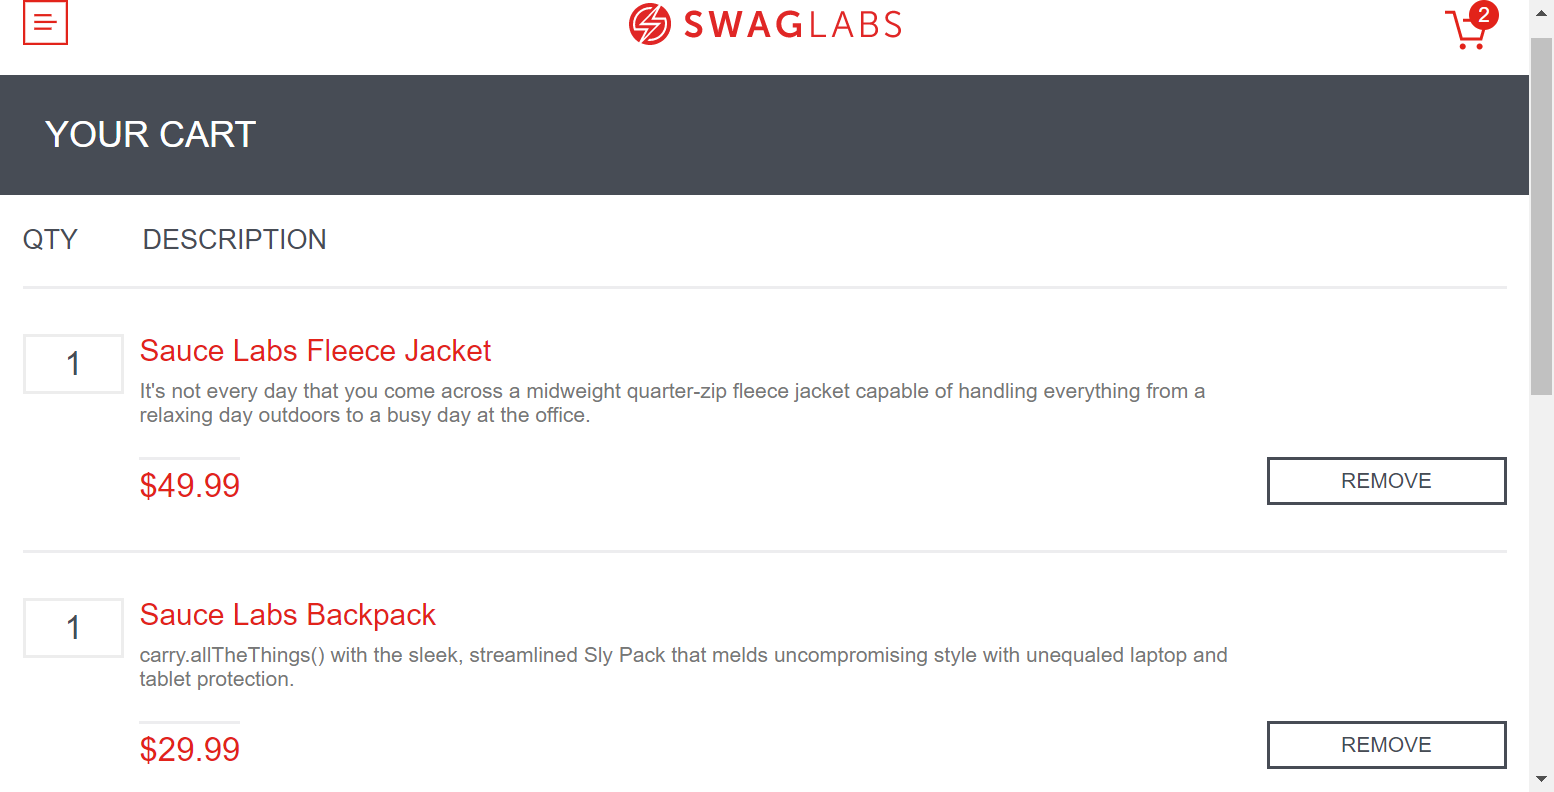 SWAGLABS
2
YOUR CART
QTY DESCRIPTION
1
Sauce Labs Fleece Jacket
It's not every day that you come across a midweight quarter-zip fleece jacket capable of handling everything from a
relaxing day outdoors to a busy day at the office.
$49.99
REMOVE
1
Sauce Labs Backpack
carry.allTheThings() with the sleek, streamlined Sly Pack that melds uncompromising style with unequaled laptop and
tablet protection.
$29.99
REMOVE